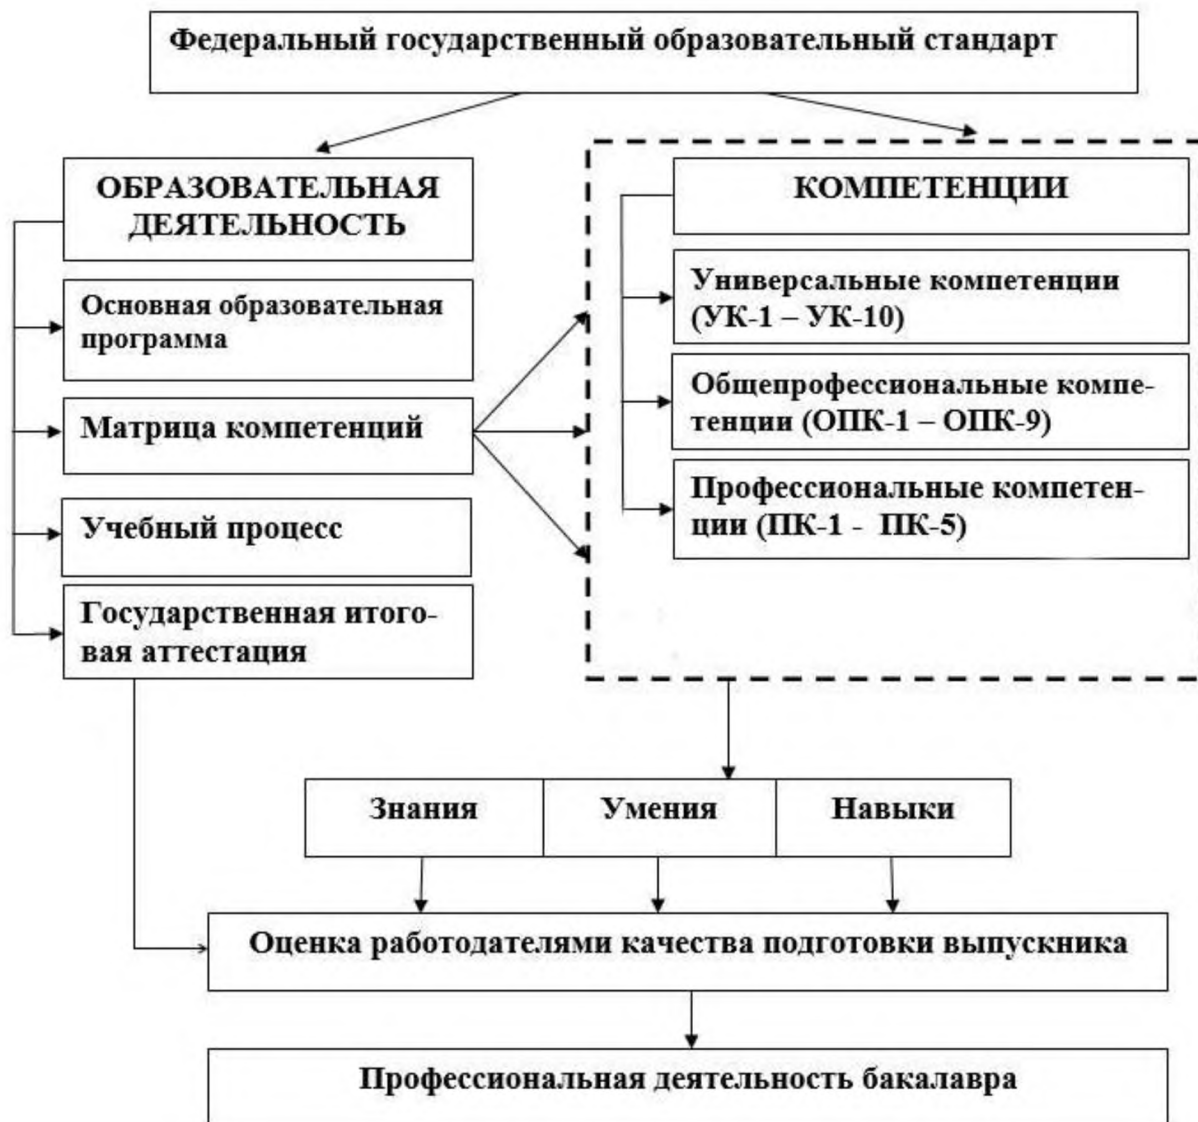 Федеральный государственный образовательный стандарт
ОБРАЗОВАТЕЛЬНАЯ
ДЕЯТЕЛЬНОСТЬ
Основная образовательная
программа
Матрица компетенций
Учебный процесс
Государственная итого-
вая аттестация
КОМПЕТЕНЦИИ
Универсальные компетенции
(УК-1 – УК-10)
Общепрофессиональные компе-
тенции (ОПК-1 – ОПК-9)
Профессиональные компетен-
ции (ПК-1 - ПК-5)
Знания
Умения
Навыки
Оценка работодателями качества подготовки выпускника
Профессиональная деятельность бакалавра